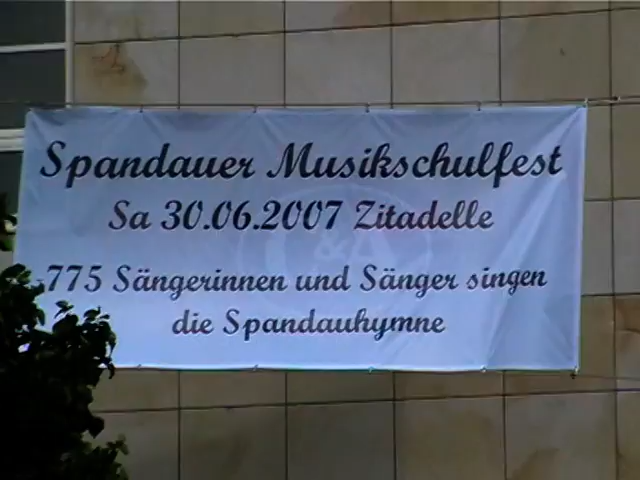 Spandauer Musikschulfest
Sa 30.06.2007 Zitadelle
C&A
775 Sängerinnen und Sänger singen
die Spandauhymne